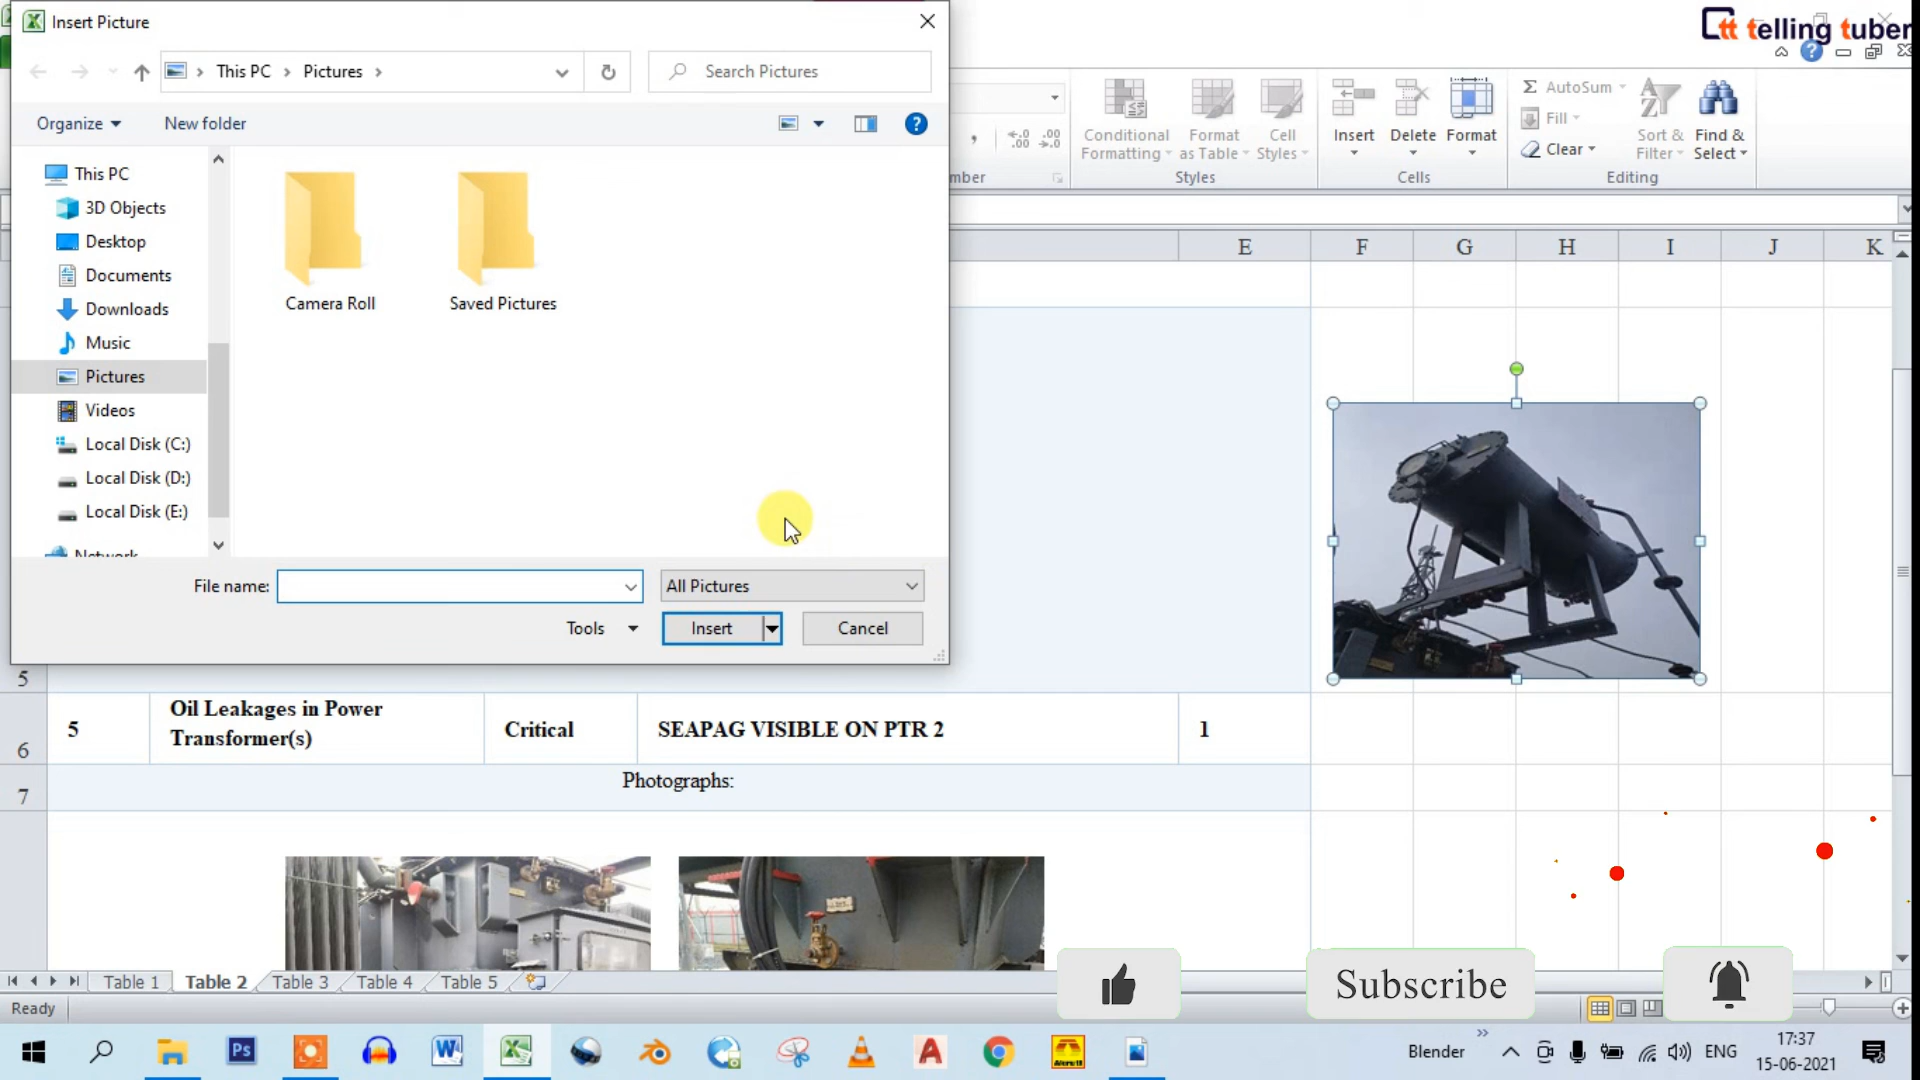 Insert Picture
tt telling tuber
This PC
Pictures
Search Pictures
Organize
New folder
This PC
3D Objects
Desktop
Documents
Downloads
Music
Pictures
Videos
Local Disk (C:)
Local Disk (D:)
Local Disk (E:)
Network
Camera Roll
Saved Pictures
File name:
All Pictures
Tools
Insert
Cancel
Conditional Formatting
Format as Table
Cell Styles
Styles
Insert
Delete
Format
Cells
Σ AutoSum
Fill
Clear
Sort & Filter
Find & Select
Editing
mber
E F G H I J K
5
6
7
5
Oil Leakages in Power
Transformer(s)
Critical
SEAPAG VISIBLE ON PTR 2
1
Photographs:
Table 1
Table 2
Table 3
Table 4
Table 5
Subscribe
Ready
Ps
W
Blender
ENG
17:37
15-06-2021